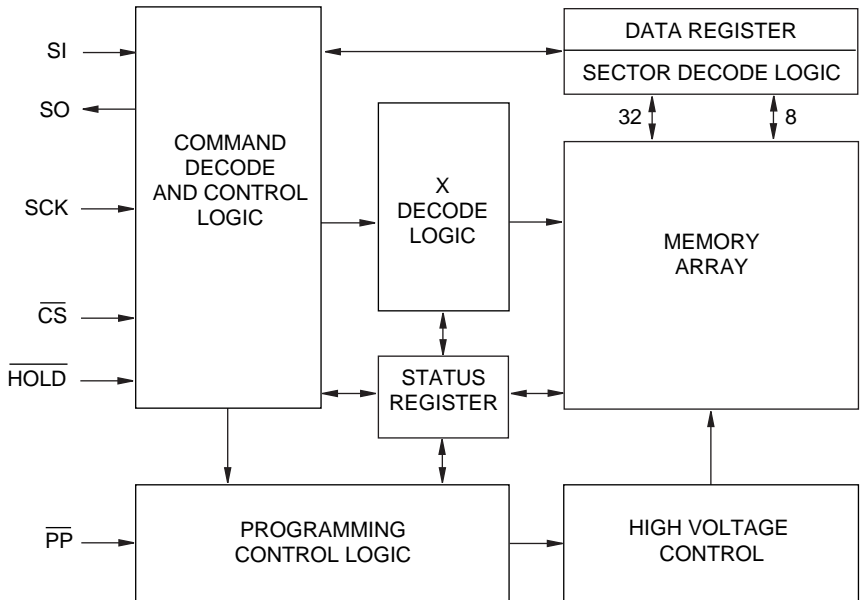 DATA REGISTER
SI
SECTOR DECODE LOGIC
SO
32
8
COMMAND
DECODE
AND CONTROL
LOGIC
X
DECODE
LOGIC
SCK
MEMORY
ARRAY
CS
HOLD
STATUS
REGISTER
PP
PROGRAMMING
CONTROL LOGIC
HIGH VOLTAGE
CONTROL